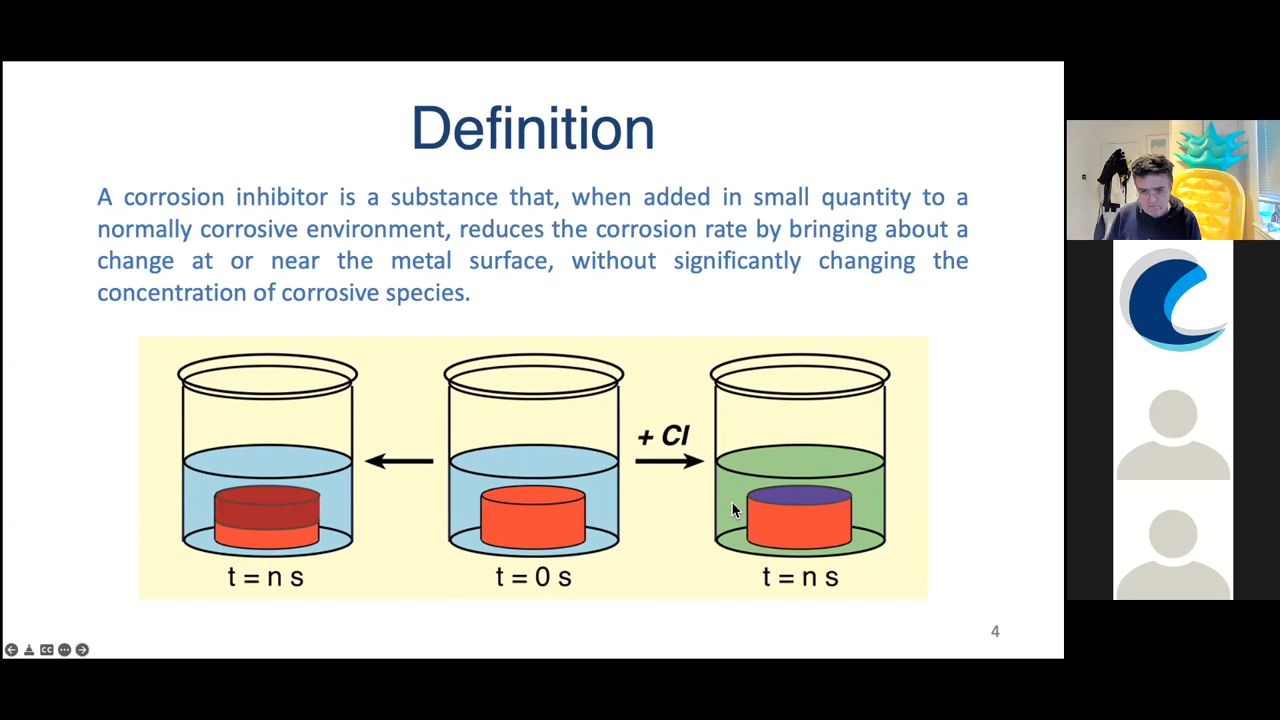 Definition
A corrosion inhibitor is a substance that, when added in small quantity to a
normally corrosive environment, reduces the corrosion rate by bringing about a
change at or near the metal surface, without significantly changing the
concentration of corrosive species.
+ CI
t = n s
t = 0 s
t = n s
4
CC